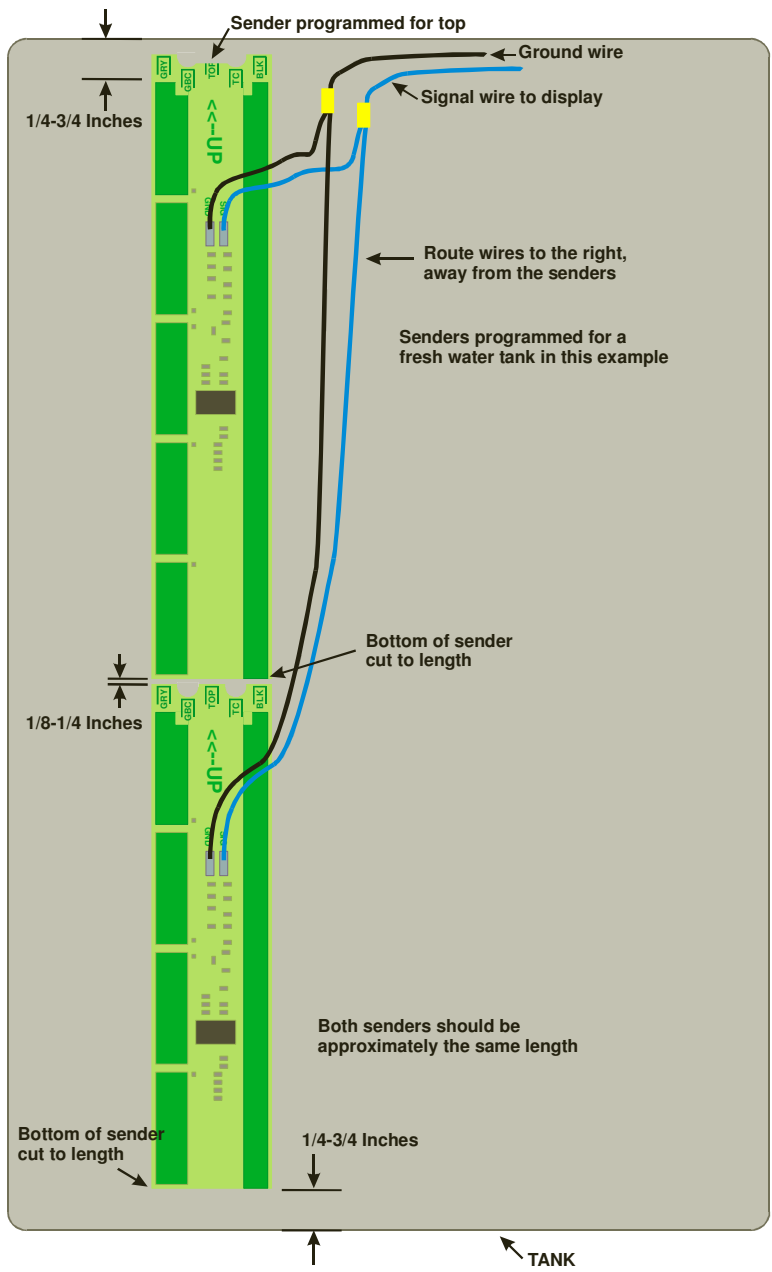 Sender programmed for top
Ground wire
Signal wire to display
1/4-3/4 Inches
GRY
GBC
TOP
TC
BLK
<<>--UP
GND
SIG
Route wires to the right,
away from the senders
Senders programmed for a
fresh water tank in this example
Bottom of sender
cut to length
1/8-1/4 Inches
GRY
GBC
TOP
TC
BLK
<<>--UP
GND
SIG
Both senders should be
approximately the same length
Bottom of sender
cut to length
1/4-3/4 Inches
TANK